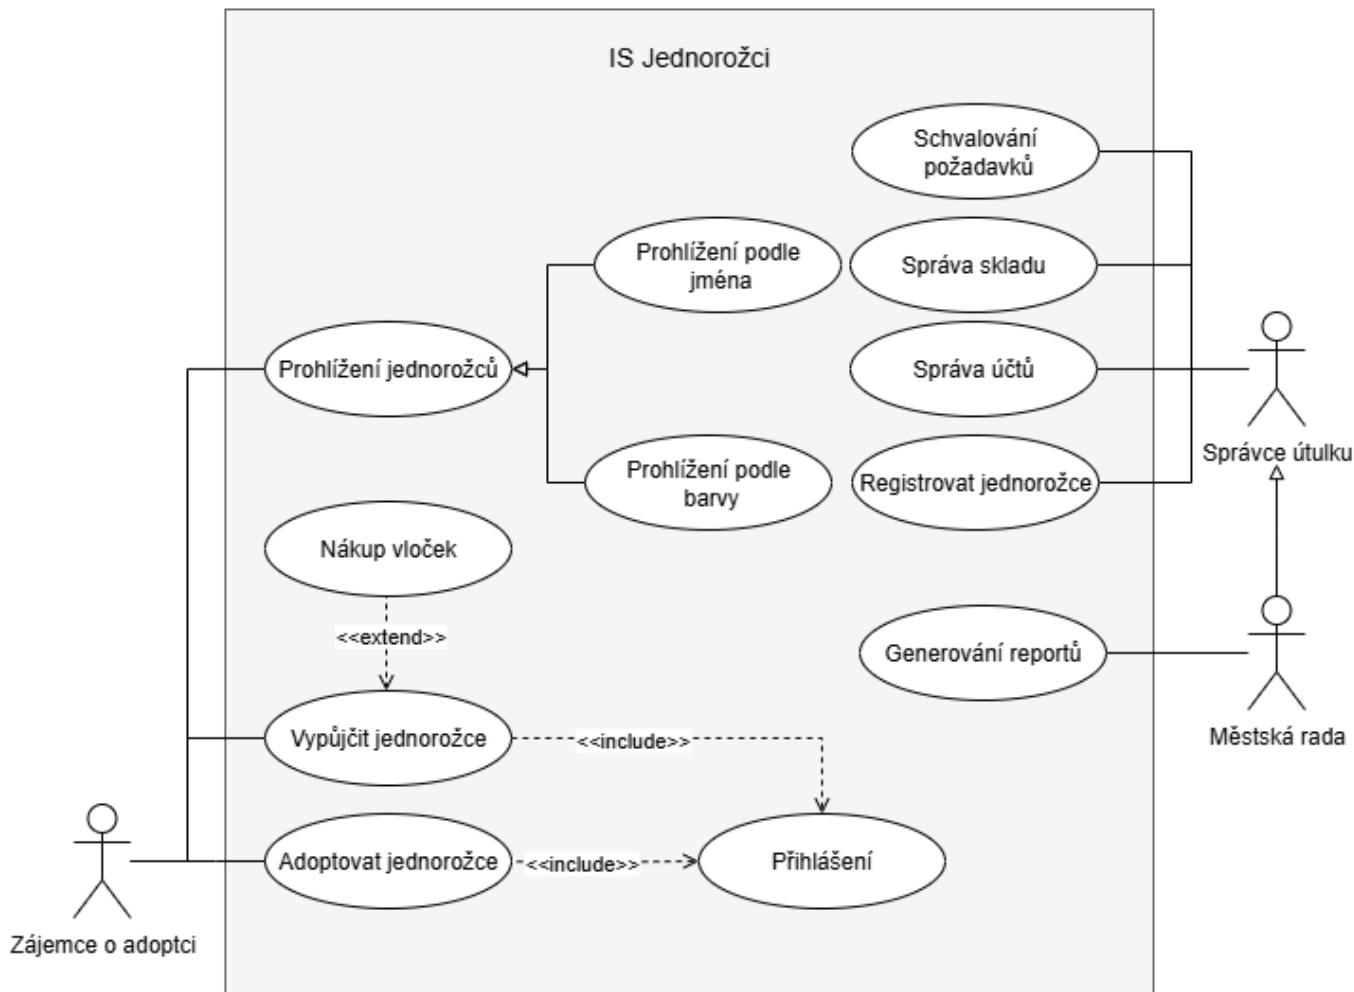 IS Jednorožci
Schvalování
požadavků
Prohlížení podle
jména
Správa skladu
Prohlížení jednorožců
Správa účtů
Správce útulku
Prohlížení podle
barvy
Registrovat jednorožce
Nákup vloček
<<extend>>
Generování reportů
Vypůjčit jednorožce
<<include>>
Městská rada
Adoptovat jednorožce
<<include>>
Přihlášení
Zájemce o adoptci